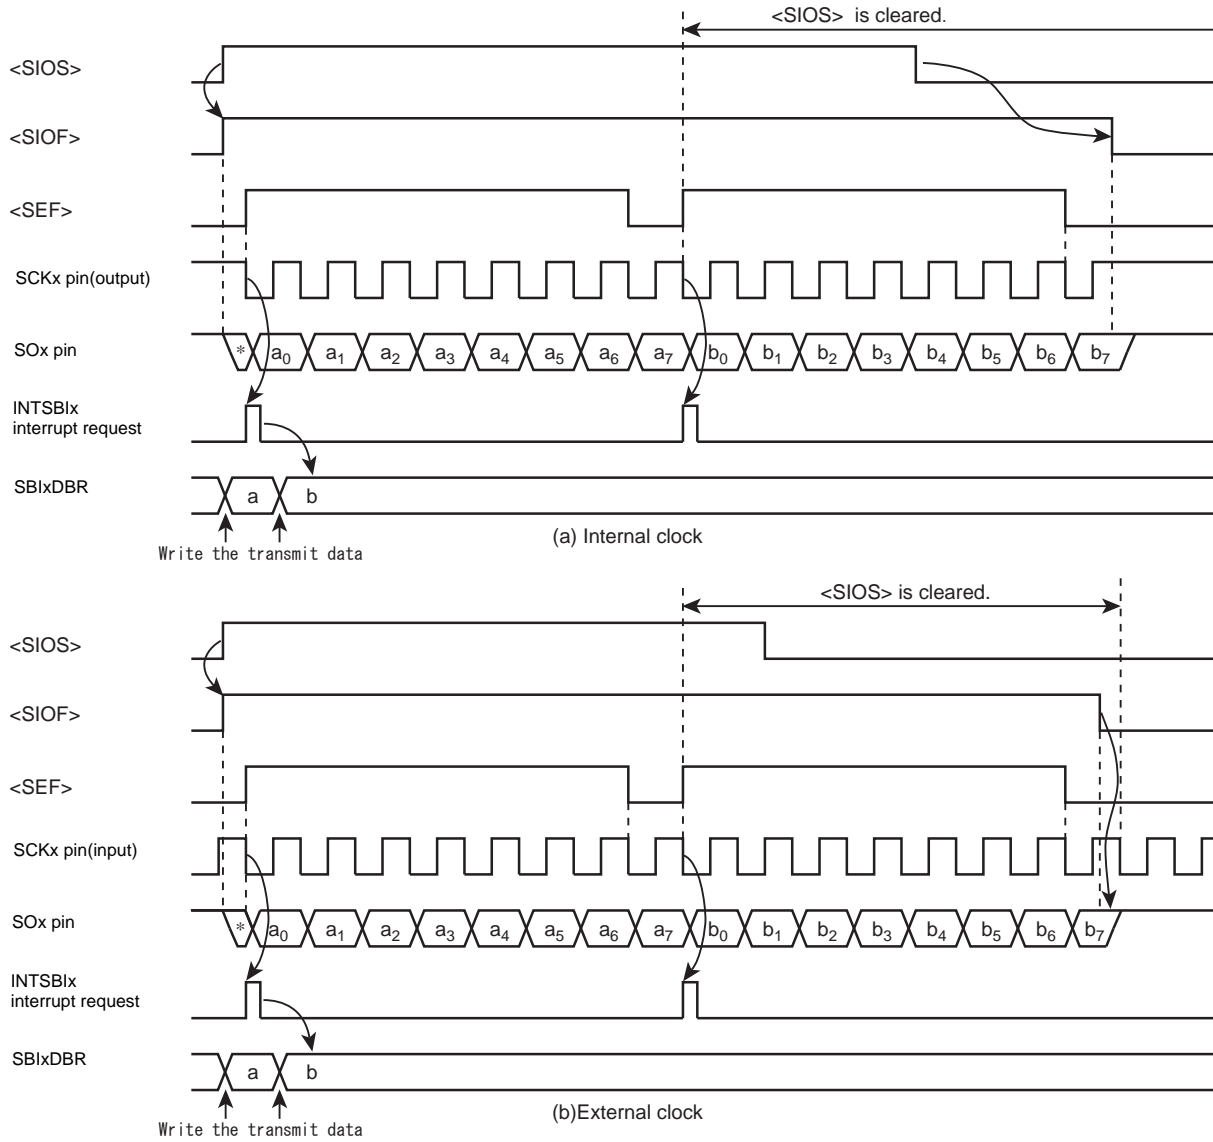 <SIOS> is cleared.
<SIOS>
<SIOF>
<SEF>
SCKx pin(output)
SOx pin
* a0 a1 a2 a3 a4 a5 a6 a7 b0 b1 b2 b3 b4 b5 b6 b7
INTSBIx
interrupt request
SBIxDBR
a b
(a) Internal clock
Write the transmit data
<SIOS> is cleared.
<SIOS>
<SIOF>
<SEF>
SCKx pin(input)
SOx pin
* a0 a1 a2 a3 a4 a5 a6 a7 b0 b1 b2 b3 b4 b5 b6 b7
INTSBIx
interrupt request
SBIxDBR
a b
(b)External clock
Write the transmit data